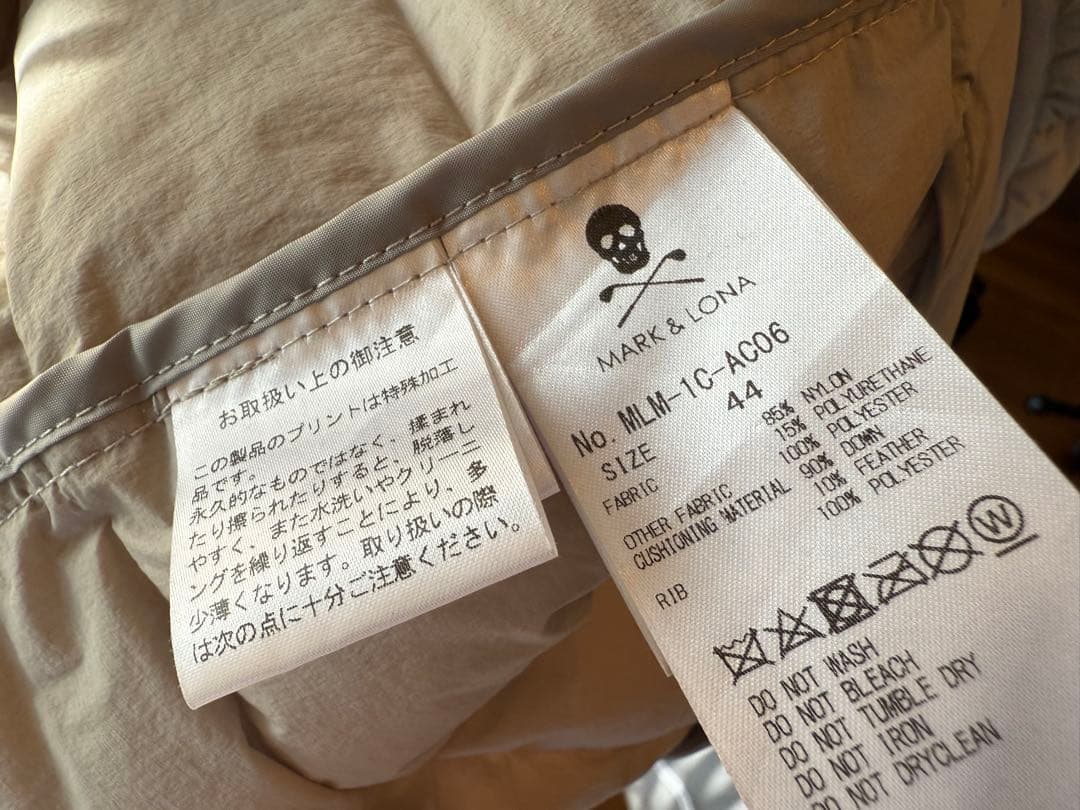 お取扱い上の御注意
この製品のプリントは特殊加工
品です。
永久的なものではなく、揉まれ
たり擦られたりすると、脱落し
やすく、また水洗いやクリーニ
ングを繰り返すことにより、多
少薄くなります。取り扱いの際
は次の点に十分ご注意ください。
MARK & LONA
No. MLM-1C-AC06
SIZE 44
FABRIC 85% NYLON
15% POLYURETHANE
OTHER FABRIC 100% POLYESTER
CUSHIONING MATERIAL 90% DOWN
10% FEATHER
RIB 100% POLYESTER
W
DO NOT WASH
DO NOT BLEACH
DO NOT TUMBLE DRY
DO NOT IRON
DO NOT DRYCLEAN